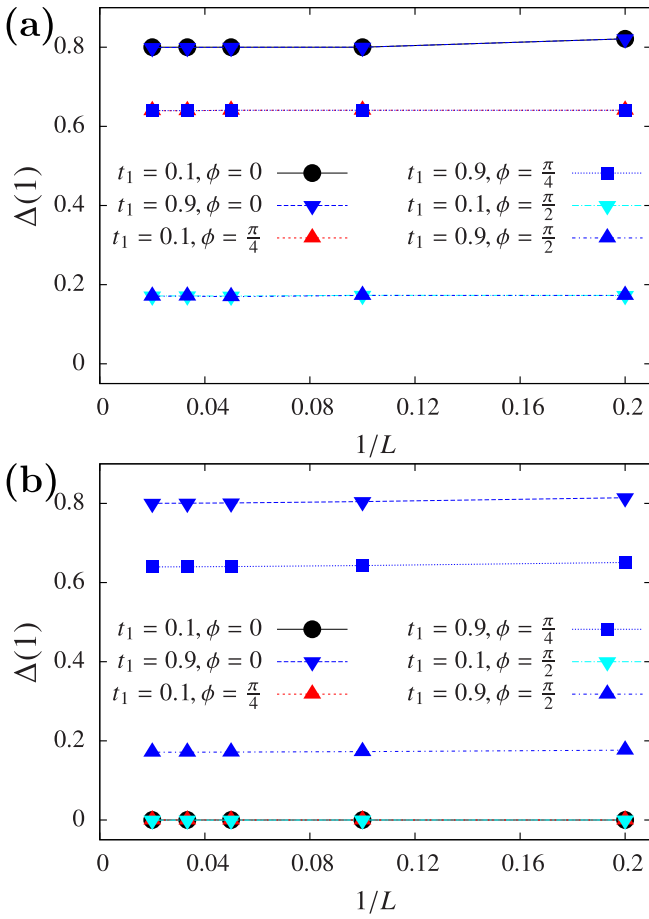 (a)
0.8
0.6
0.4
0.2
0
Δ(1)
t₁ = 0.1, ϕ = 0
t₁ = 0.9, ϕ = 0
t₁ = 0.1, ϕ = π/4
t₁ = 0.9, ϕ = π/4
t₁ = 0.1, ϕ = π/2
t₁ = 0.9, ϕ = π/2
0 0.04 0.08 0.12 0.16 0.2
1/L
(b)
0.8
0.6
0.4
0.2
0
Δ(1)
t₁ = 0.1, ϕ = 0
t₁ = 0.9, ϕ = 0
t₁ = 0.1, ϕ = π/4
t₁ = 0.9, ϕ = π/4
t₁ = 0.1, ϕ = π/2
t₁ = 0.9, ϕ = π/2
0 0.04 0.08 0.12 0.16 0.2
1/L